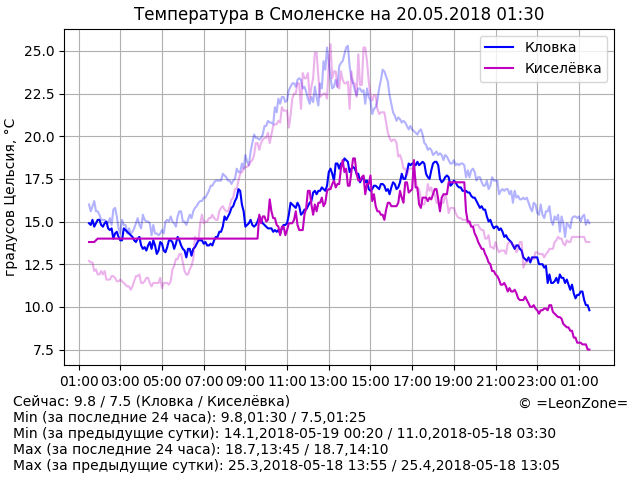 Температура в Смоленске на 20.05.2018 01:30
Кловка
Киселёвка
градусов Цельсия, °C
25.0
22.5
20.0
17.5
15.0
12.5
10.0
7.5
01:00 03:00 05:00 07:00 09:00 11:00 13:00 15:00 17:00 19:00 21:00 23:00 01:00
Сейчас: 9.8 / 7.5 (Кловка / Киселёвка)
© =LeonZone=
Min (за последние 24 часа): 9.8,01:30 / 7.5,01:25
Min (за предыдущие сутки): 14.1,2018-05-19 00:20 / 11.0,2018-05-18 03:30
Max (за последние 24 часа): 18.7,13:45 / 18.7,14:10
Max (за предыдущие сутки): 25.3,2018-05-18 13:55 / 25.4,2018-05-18 13:05